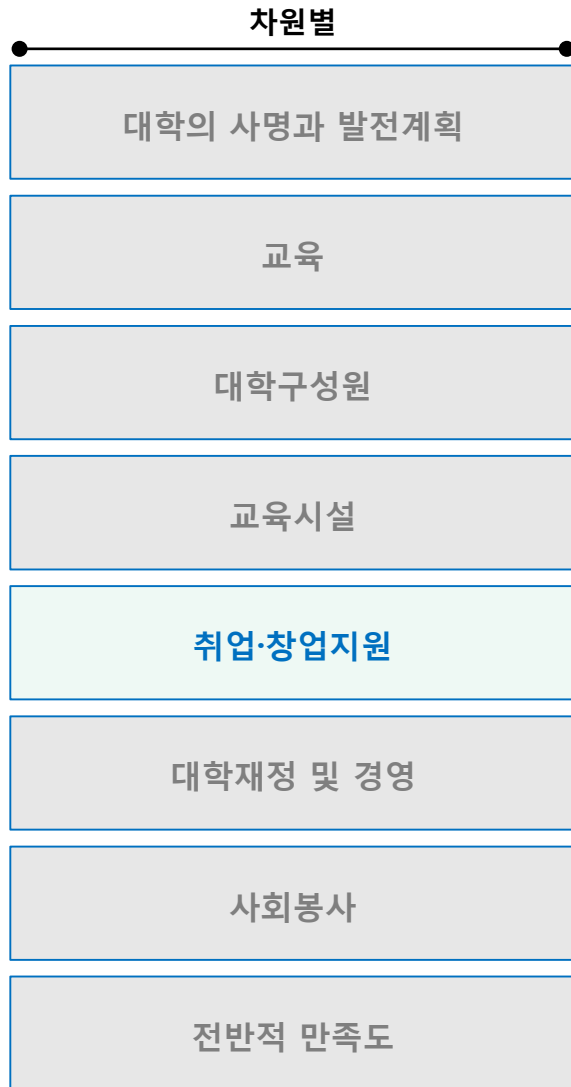 차원별
대학의 사명과 발전계획
교육
대학구성원
교육시설
취업·창업지원
대학재정 및 경영
사회봉사
전반적 만족도